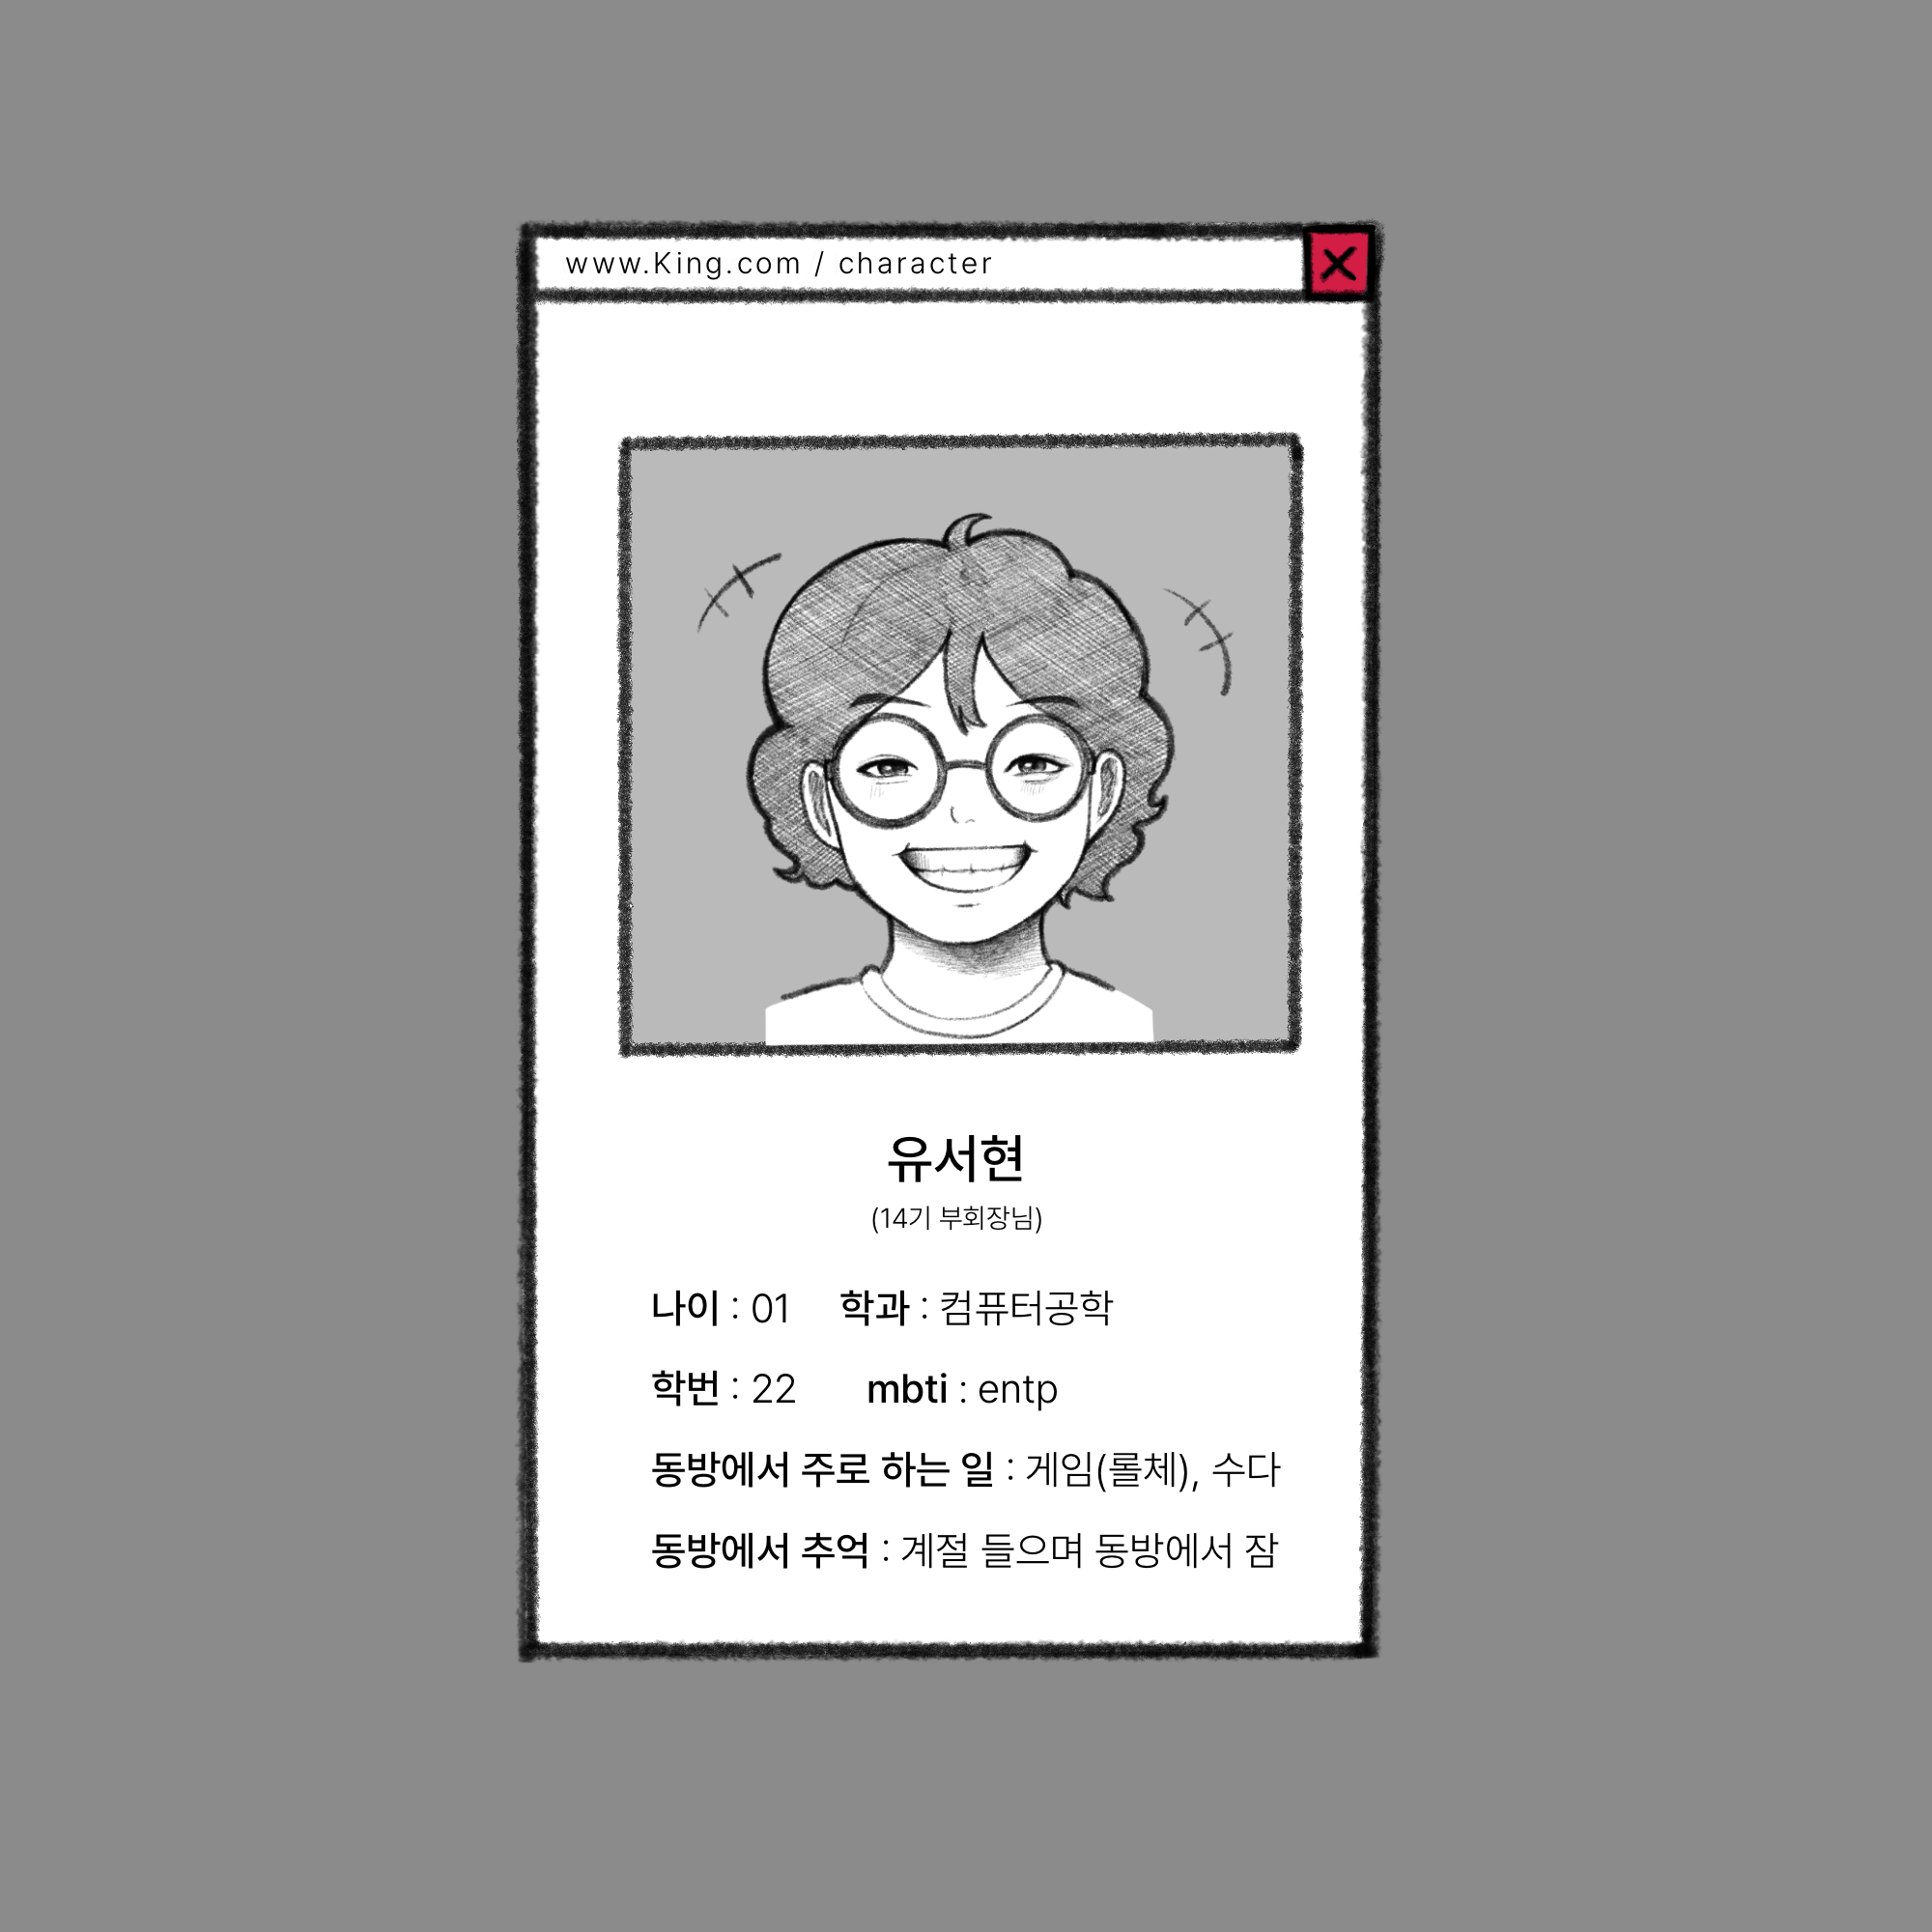 www.King.com / character
유서현
(14기 부회장님)
나이 : 01 학과 : 컴퓨터공학
학번 : 22 mbti : entp
동방에서 주로 하는 일 : 게임(롤체), 수다
동방에서 추억 : 계절 들으며 동방에서 잠